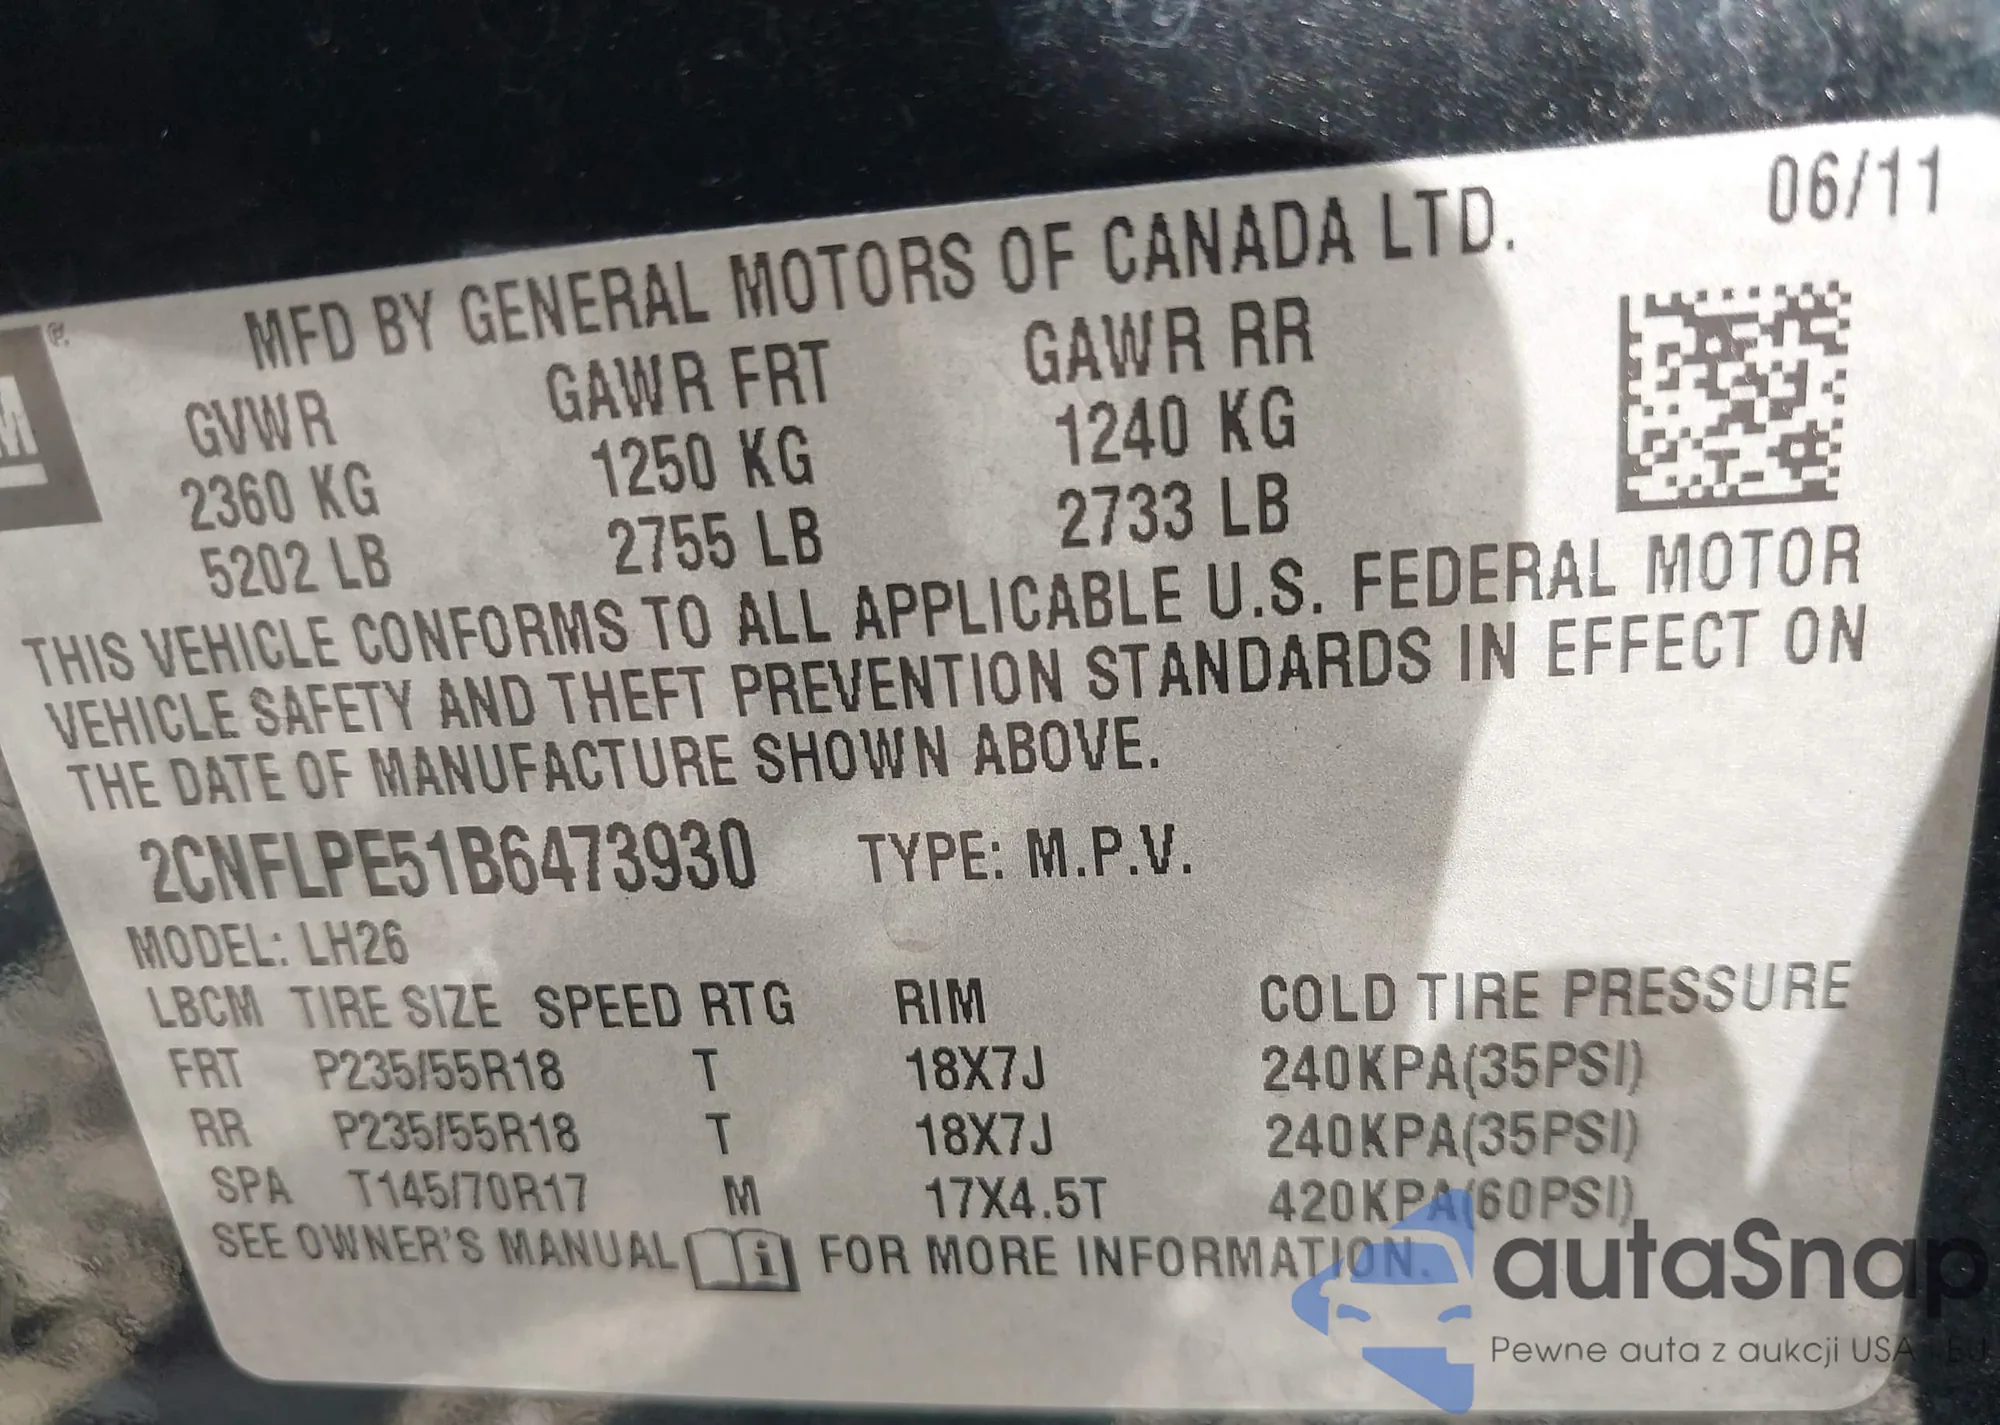 06/11
MFD BY GENERAL MOTORS OF CANADA LTD.
GVWR GAWR FRT GAWR RR
2360 KG 1250 KG 1240 KG
5202 LB 2755 LB 2733 LB
THIS VEHICLE CONFORMS TO ALL APPLICABLE U.S. FEDERAL MOTOR
VEHICLE SAFETY AND THEFT PREVENTION STANDARDS IN EFFECT ON
THE DATE OF MANUFACTURE SHOWN ABOVE.
2CNFLPE51B6473930 TYPE: M.P.V.
MODEL: LH26
LBCM TIRE SIZE SPEED RTG RIM COLD TIRE PRESSURE
FRT P235/55R18 T 18X7J 240KPA(35PSI)
RR P235/55R18 T 18X7J 240KPA(35PSI)
SPA T145/70R17 M 17X4.5T 420KPA(60PSI)
SEE OWNER'S MANUAL i FOR MORE INFORMATION.
autaSnap
Pewne auta z aukcji USA i EU